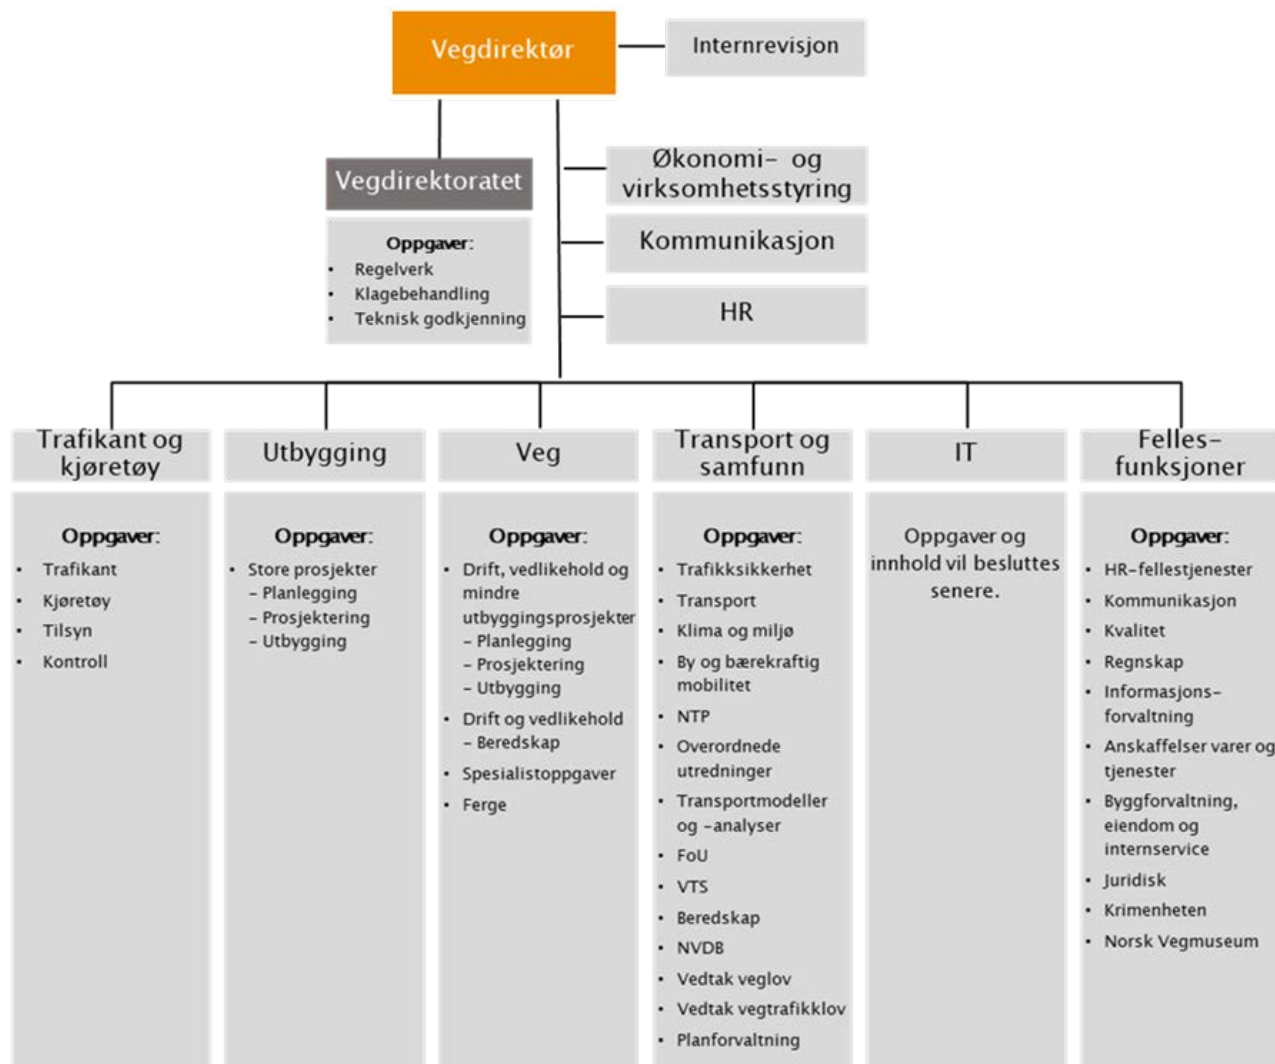 Vegdirektør
Internrevisjon
Vegdirektoratet
Oppgaver:
• Regelverk
• Klagebehandling
• Teknisk godkjenning
Økonomi- og
virksomhetsstyring
Kommunikasjon
HR
Trafikant og
kjøretøy
Oppgaver:
• Trafikant
• Kjøretøy
• Tilsyn
• Kontroll
Utbygging
Oppgaver:
• Store prosjekter
- Planlegging
- Prosjektering
- Utbygging
Veg
Oppgaver:
• Drift, vedlikehold og
mindre
utbyggingsprosjekter
- Planlegging
- Prosjektering
- Utbygging
• Drift og vedlikehold
- Beredskap
• Spesialistoppgaver
• Ferge
Transport og
samfunn
Oppgaver:
• Trafikksikkerhet
• Transport
• Klima og miljø
• By og bærekraftig
mobilitet
• NTP
• Overordnede
utredninger
• Transportmodeller
og -analyser
• FoU
• VTS
• Beredskap
• NVDB
• Vedtak veglov
• Vedtak vegtrafikklov
• Planforvaltning
IT
Oppgaver og
innhold vil besluttes
senere.
Felles-
funksjoner
Oppgaver:
• HR-fellestjenester
• Kommunikasjon
• Kvalitet
• Regnskap
• Informasjons-
forvaltning
• Anskaffelser varer og
tjenester
• Byggforvaltning,
eiendom og
internservice
• Juridisk
• Krimenheten
• Norsk Vegmuseum